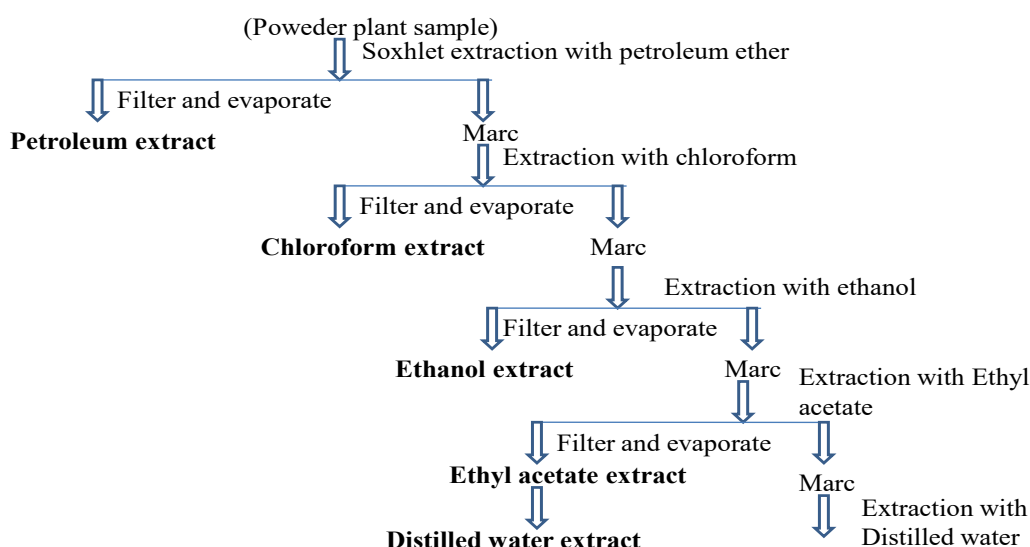 (Poweder plant sample)
Soxhlet extraction with petroleum ether
Filter and evaporate
Petroleum extract
Marc
Extraction with chloroform
Filter and evaporate
Chloroform extract
Marc
Extraction with ethanol
Filter and evaporate
Ethanol extract
Marc
Extraction with Ethyl
acetate
Filter and evaporate
Ethyl acetate extract
Marc
Extraction with
Distilled water
Distilled water extract